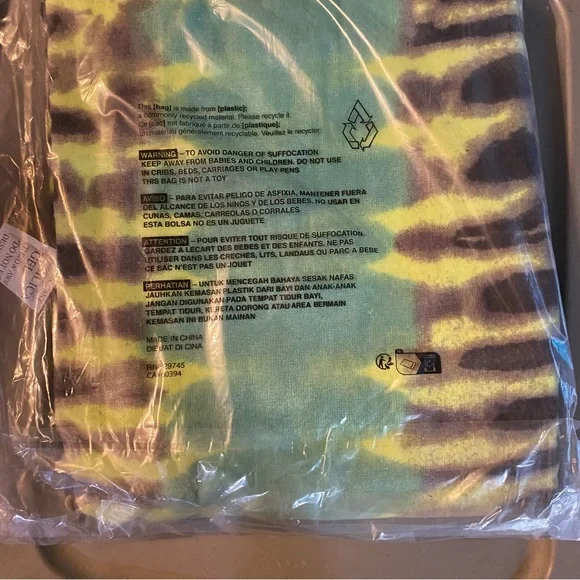 This [bag] is made from [plastic];
a commonly recycled material. Please recycle it.
Ce [sac] est fabriqué a partir de [plastique];
un matériau généralement recyclable. Veuillez le recycler.
WARNING – TO AVOID DANGER OF SUFFOCATION
KEEP AWAY FROM BABIES AND CHILDREN. DO NOT USE
IN CRIBS, BEDS, CARRIAGES OR PLAY PENS
THIS BAG IS NOT A TOY
AVISO – PARA EVITAR PELIGO DE ASFIXIA, MANTENER FUERA
DEL ALCANCE DE LOS NINOS Y DE LOS BEBES. NO USAR EN
CUNAS, CAMAS, CARREOLAS O CORRALES
ESTA BOLSA NO ES UN JUGUETE
ATTENTION – POUR EVITER TOUT RISQUE DE SUFFOCATION,
GARDEZ A LECART DES BEBES ET DES ENFANTS. NE PAS
UTILISER DANS LES CRECHES, LITS, LANDAUS OU PARC A BEBE
CE SAC N'EST PAS UN JOUET
PERHATIAN – UNTUK MENCEGAH BAHAYA SESAK NAFAS
JAUHKAN KEMASAN PLASTIK DARI BAYI DAN ANAK-ANAK
JANGAN DIGUNAKAN PADA TEMPAT TIDUR BAYI,
TEMPAT TIDUR, KERETA DORONG ATAU AREA BERMAIN
KEMASAN INI BUKAN MAINAN
MADE IN CHINA
DIBUAT DI CINA